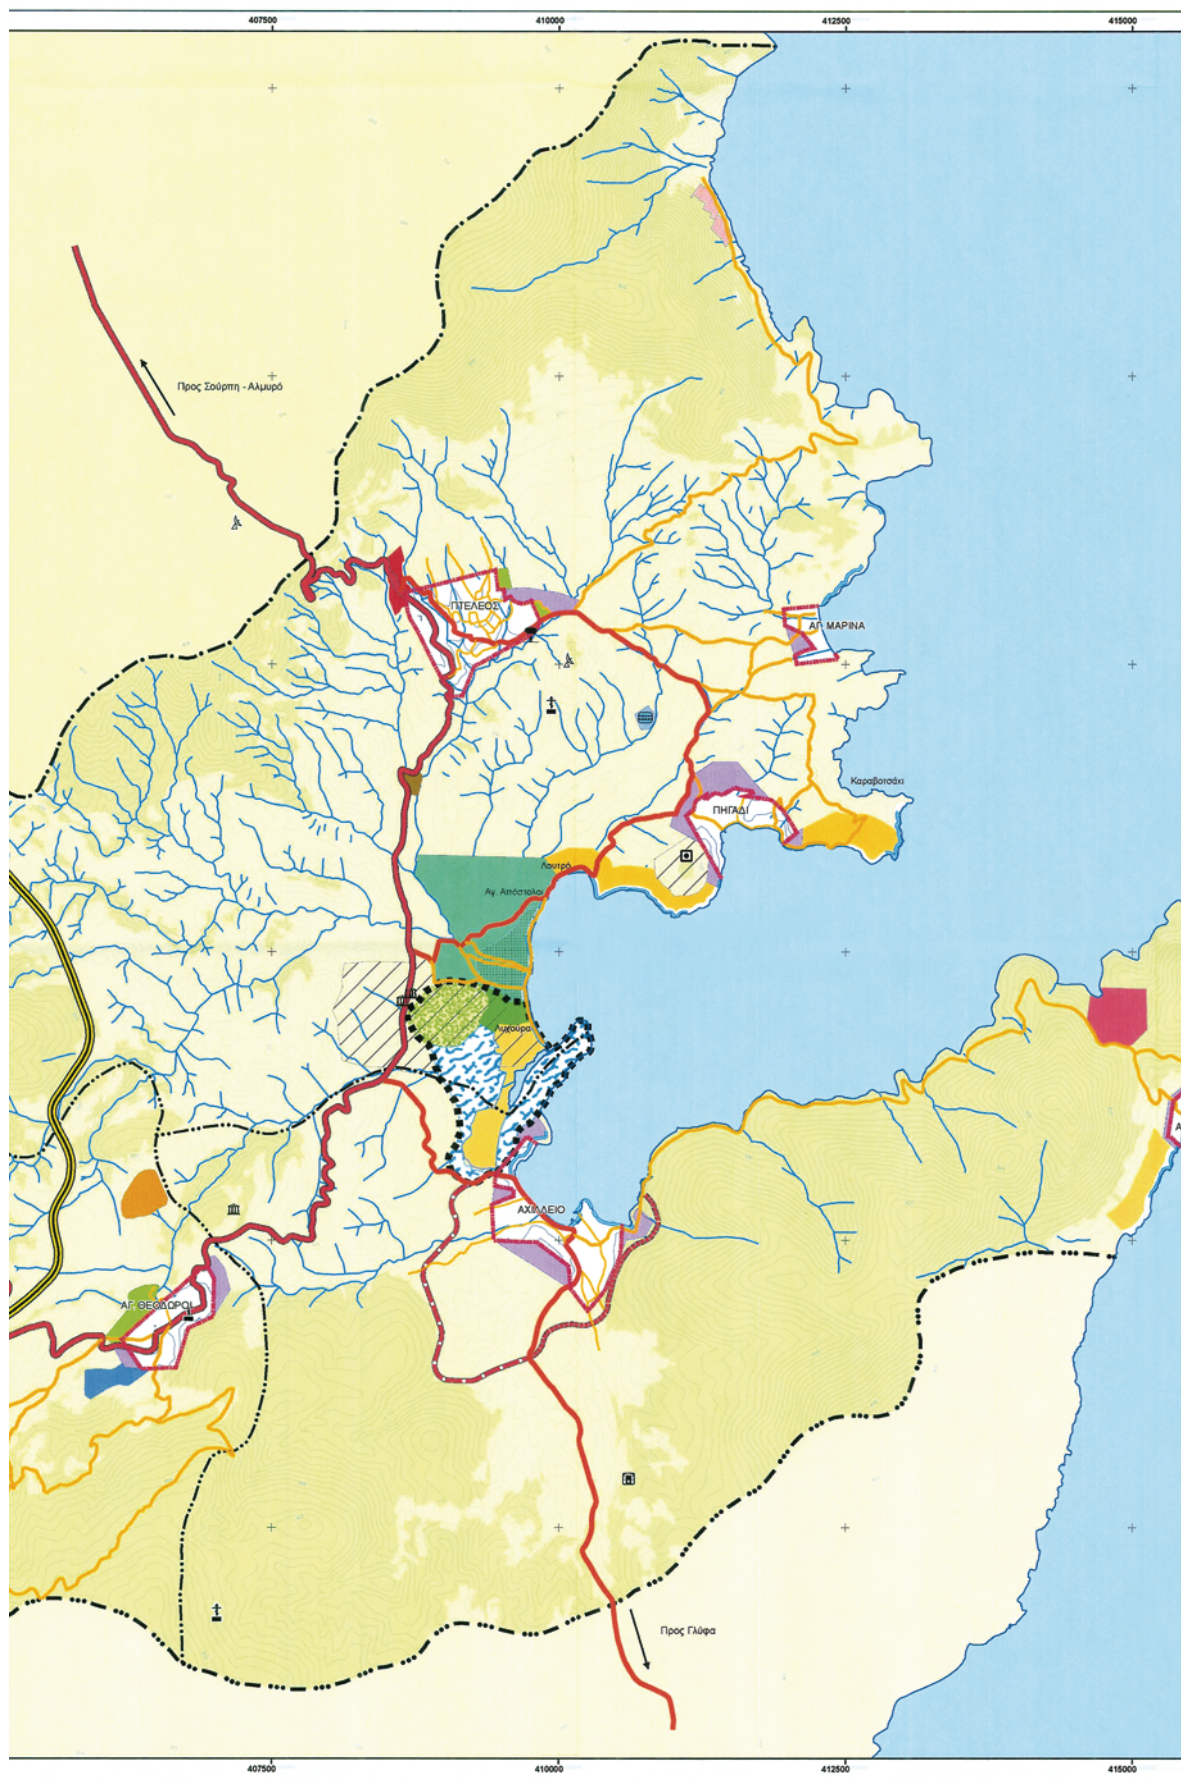 407500 410000 412500 415000
Προς Σούρπη - Αλμυρό
ΠΤΕΛΕΟΣ
ΑΓ. ΜΑΡΙΝΑ
Καραβοτσάκι
ΠΗΓΑΔΙ
Λουτρό
Αγ. Απόστολοι
Λιχούρα
ΑΧΙΛΛΕΙΟ
ΑΓ. ΘΕΟΔΩΡΟΙ
Προς Γλύφα
407500 410000 412500 415000